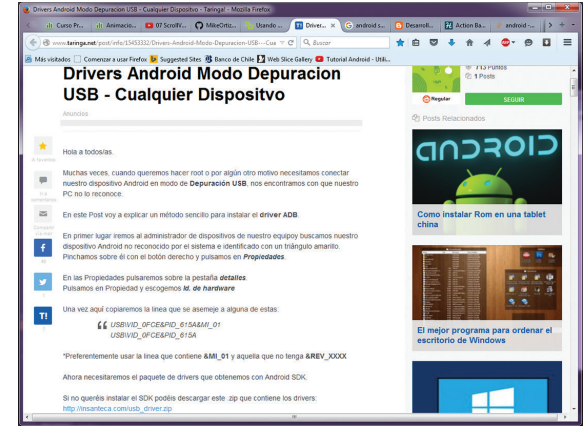 Drivers Android Modo Depuracion USB - Cualquier Dispositvo - Taringa! - Mozilla Firefox
Curso Pr...
Animacio...
07 ScrollV...
MikeOrtiz...
Usando ...
Driver...
android s...
Desarroll...
Action Ba...
android -...
www.taringa.net/post/info/15453332/Drivers-Android-Modo-Depuracion-USB---Cua
Buscar
Más visitados
Comenzar a usar Firefox
Suggested Sites
Banco de Chile
Web Slice Gallery
Tutorial Android - Utili...
Drivers Android Modo Depuracion
USB - Cualquier Dispositvo
Anuncios
Hola a todos/as.
Muchas veces, cuando queremos hacer root o por algún otro motivo necesitamos conectar
nuestro dispositivo Android en modo de Depuración USB, nos encontramos con que nuestro
PC no lo reconoce.
En este Post voy a explicar un método sencillo para instalar el driver ADB.
En primer lugar iremos al administrador de dispositivos de nuestro equipoy buscamos nuestro
dispositivo Android no reconocido por el sistema e identificado con un triángulo amarillo.
Pinchamos sobre él con el botón derecho y pulsamos en Propiedades.
En las Propiedades pulsaremos sobre la pestaña detalles.
Pulsamos en Propiedad y escogemos Id. de hardware
Una vez aquí copiaremos la linea que se asemeje a alguna de estas:
USB\VID_0FCE&PID_615A&MI_01
USB\VID_0FCE&PID_615A
*Preferentemente usar la linea que contiene &MI_01 y aquella que no tenga &REV_XXXX
Ahora necesitaremos el paquete de drivers que obtenemos con Android SDK.
Si no queréis instalar el SDK podéis descargar este .zip que contiene los drivers:
http://insanteca.com/usb_driver.zip
713 Puntos
1 Posts
Regular
SEGUIR
Posts Relacionados
ANDROID
Como instalar Rom en una tablet
china
El mejor programa para ordenar el
escritorio de Windows